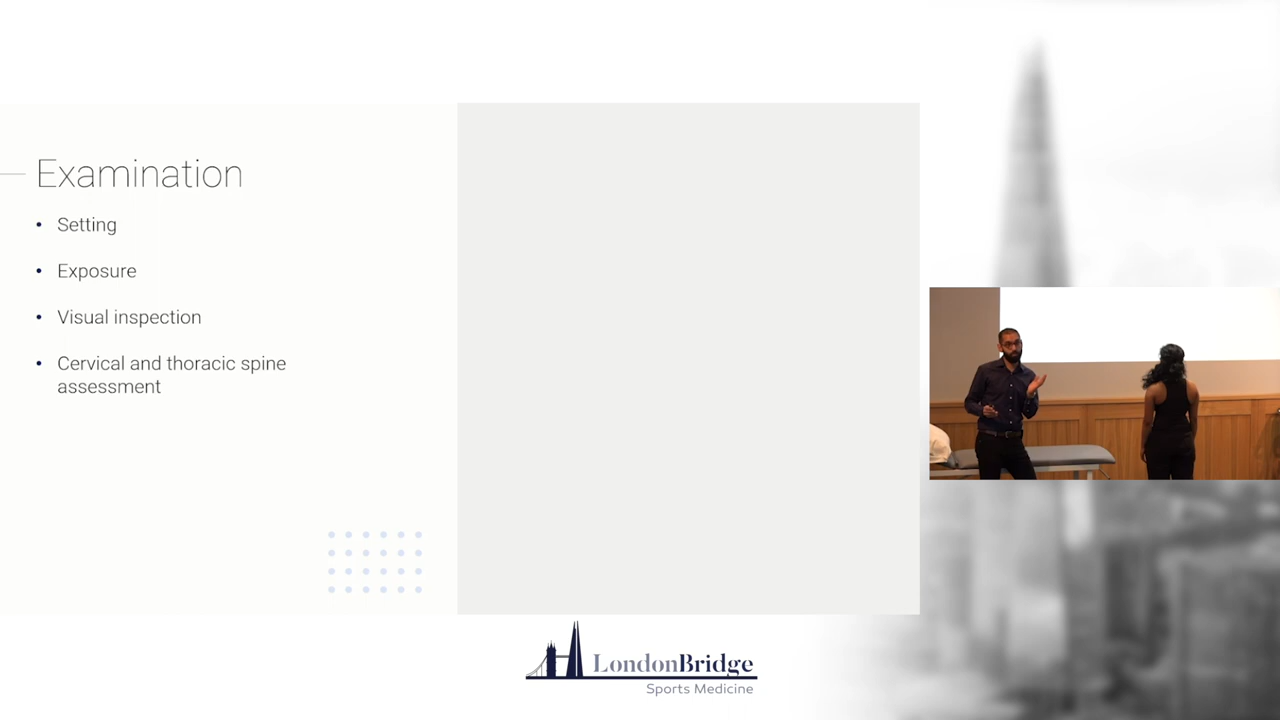 Examination
• Setting
• Exposure
• Visual inspection
• Cervical and thoracic spine
assessment
LondonBridge
Sports Medicine